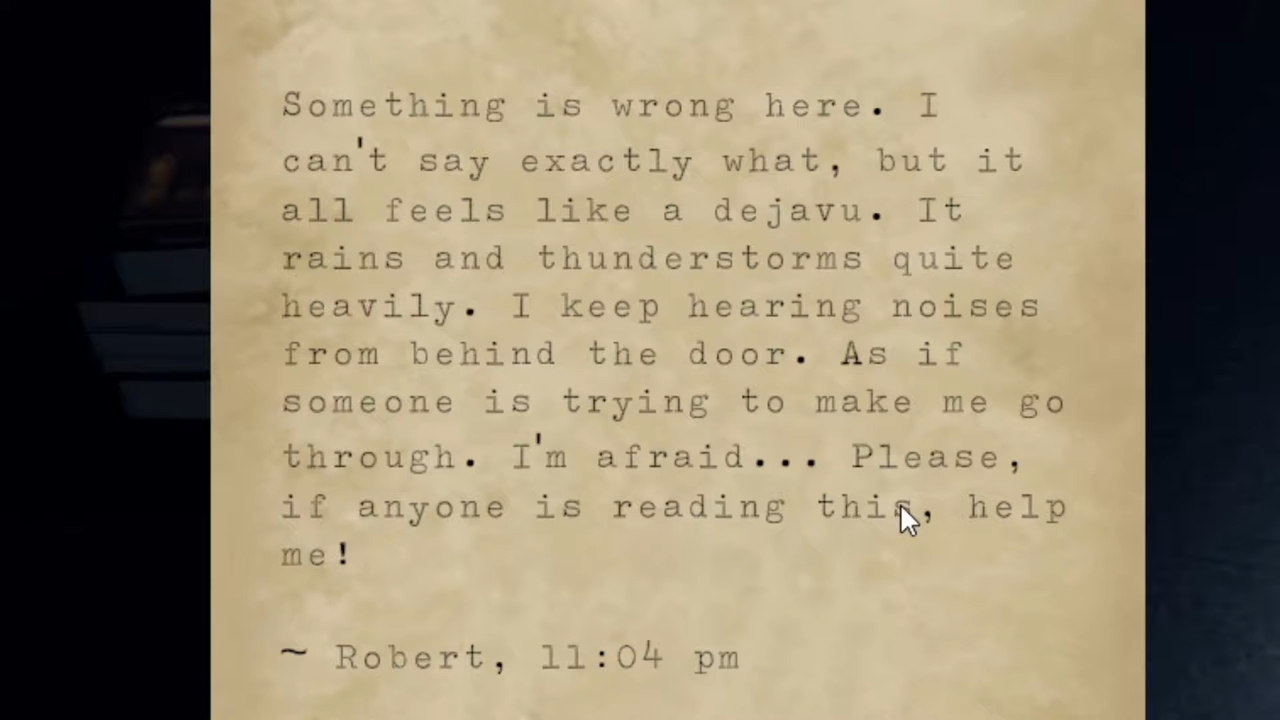 Something is wrong here. I
can't say exactly what, but it
all feels like a dejavu. It
rains and thunderstorms quite
heavily. I keep hearing noises
from behind the door. As if
someone is trying to make me go
through. I'm afraid... Please,
if anyone is reading this, help
me!
~ Robert, 11:04 pm